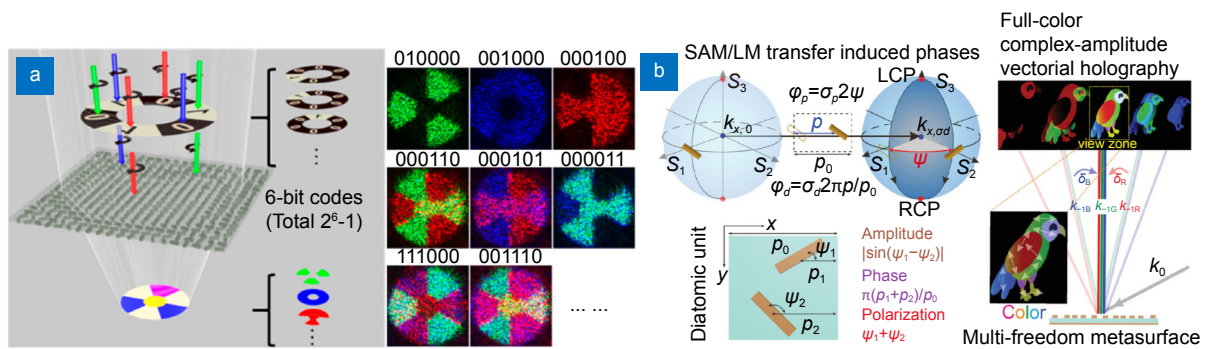 a
6-bit codes
(Total 2⁶-1)
010000 001000 000100
000110 000101 000011
111000 001110
... ...
b
SAM/LM transfer induced phases
S₃
S₁
S₂
k_{x, 0}
φ_p=σ_p2ψ
p
p₀
φ_d=σ_d2πp/p₀
LCP
S₃
k_{x,σd}
S₁
ψ
S₂
RCP
Diatomic unit
x
y
p₀
ψ₁
p₁
ψ₂
p₂
Amplitude
|sin(ψ₁−ψ₂)|
Phase
π(p₁+p₂)/p₀
Polarization
ψ₁+ψ₂
Full-color
complex-amplitude
vectorial holography
view zone
δ_B
δ_R
k_{−1B} k_{−1G} k_{−1R}
k₀
Color
Multi-freedom metasurface